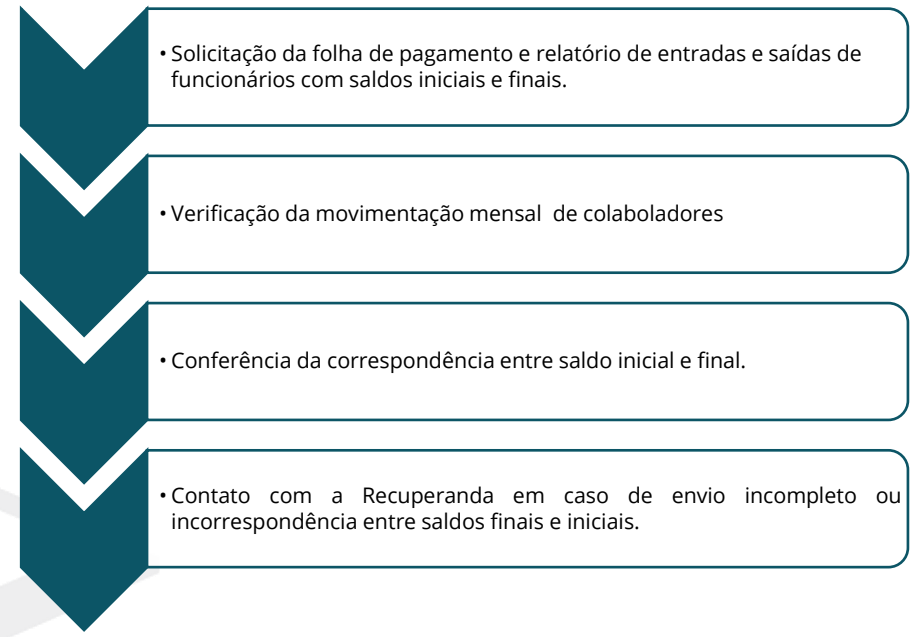 • Solicitação da folha de pagamento e relatório de entradas e saídas de
funcionários com saldos iniciais e finais.
• Verificação da movimentação mensal  de colaboladores
• Conferência da correspondência entre saldo inicial e final.
• Contato com a Recuperanda em caso de envio incompleto ou
incorrespondência entre saldos finais e iniciais.